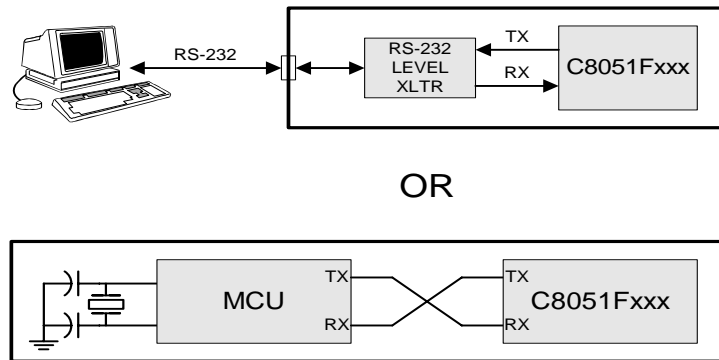 RS-232
RS-232
LEVEL
XLTR
TX
RX
C8051Fxxx
OR
MCU
TX
RX
TX
RX
C8051Fxxx